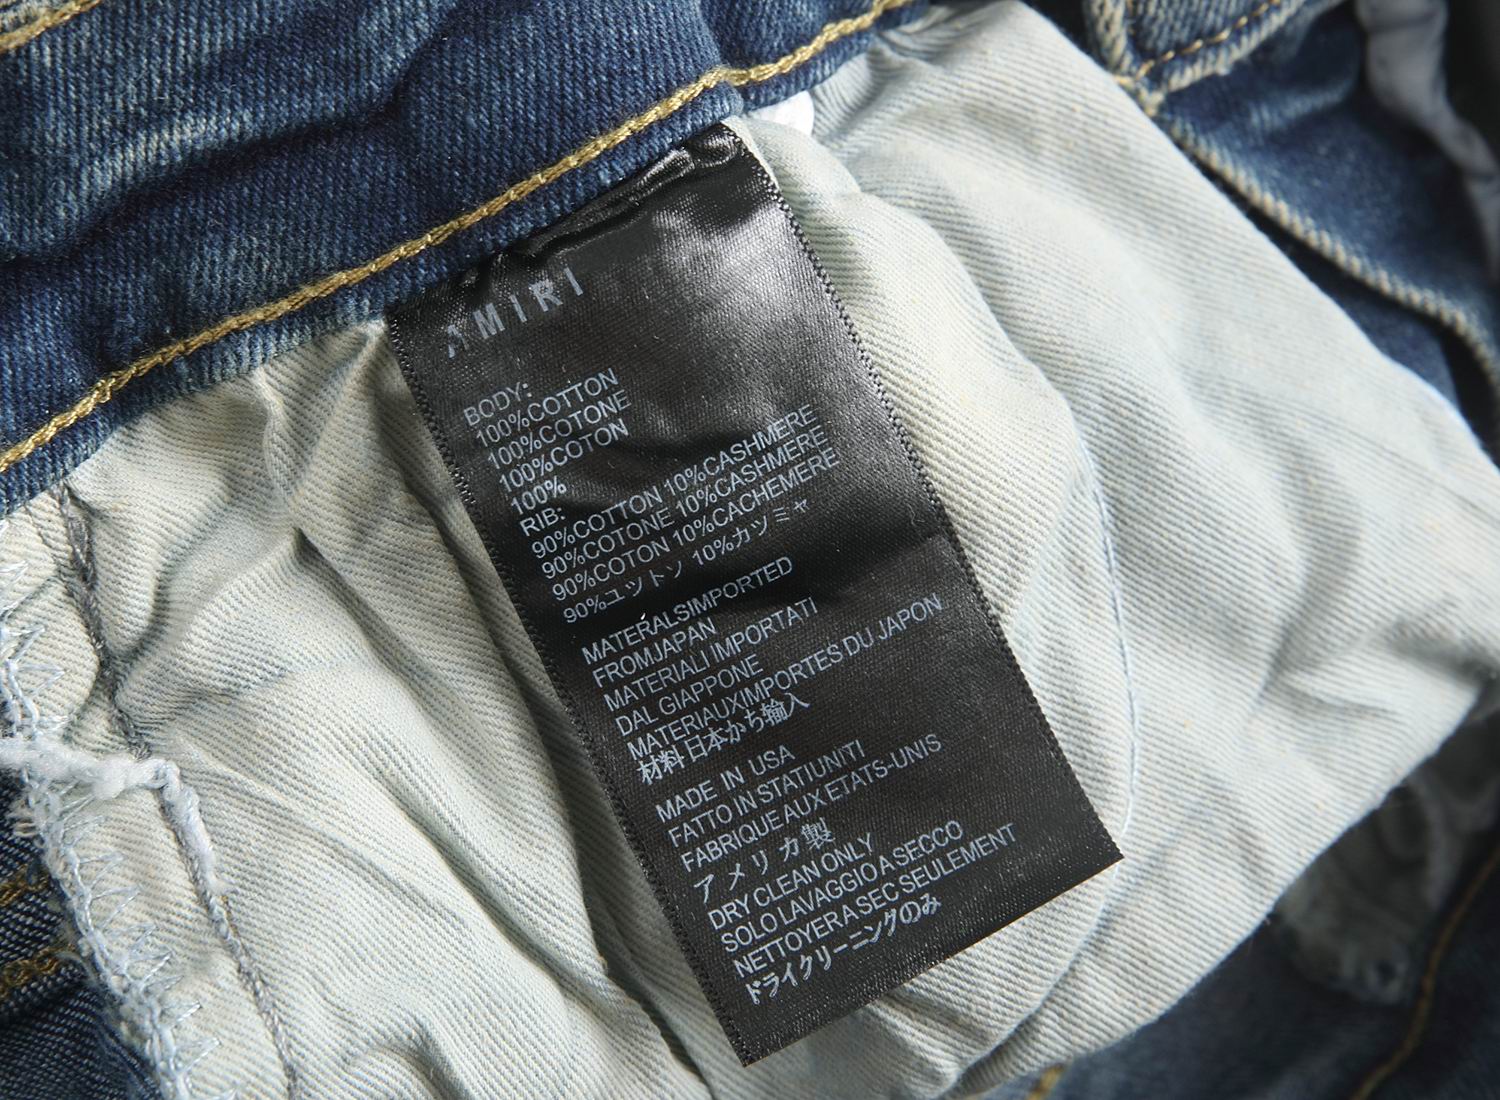 AMIRI
BODY:
100%COTTON
100%COTONE
100%COTON
100%
RIB:
90%COTTON 10%CASHMERE
90%COTONE 10%CASHMERE
90%COTON 10%CACHEMERE
90%ユットソ 10%カツミャ
MATERALSIMPORTED
FROMJAPAN
MATERIALI IMPORTATI
DAL GIAPPONE
MATERIAUXIMPORTES DU JAPON
材料日本から輸入
MADE IN USA
FATTO IN STATIUNITI
FABRIQUE AUX ETATS-UNIS
アメリカ製
DRY CLEAN ONLY
SOLO LAVAGGIO A SECCO
NETTOYER A SEC SEULEMENT
ドライクリーニングのみ